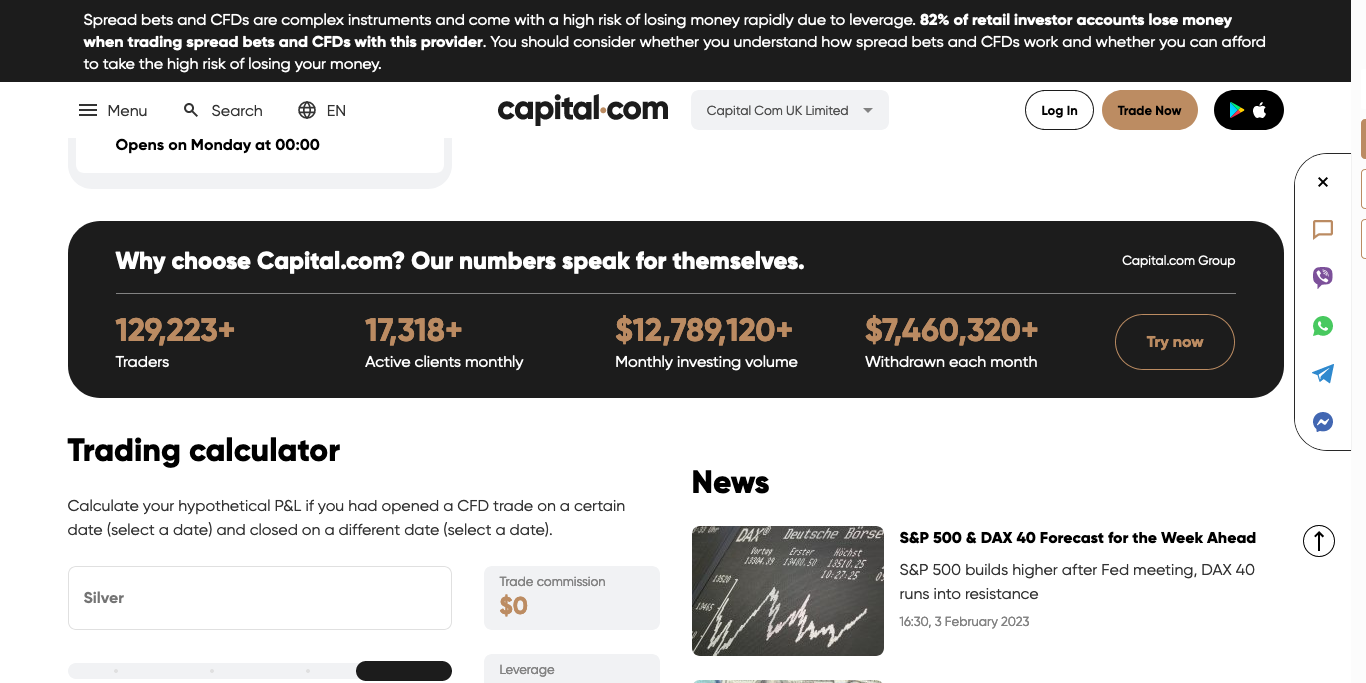 Spread bets and CFDs are complex instruments and come with a high risk of losing money rapidly due to leverage. 82% of retail investor accounts lose money
when trading spread bets and CFDs with this provider. You should consider whether you understand how spread bets and CFDs work and whether you can afford
to take the high risk of losing your money.
Menu
Search
EN
capital.com
Capital Com UK Limited
Log In
Trade Now
Opens on Monday at 00:00
Why choose Capital.com? Our numbers speak for themselves.
Capital.com Group
129,223+
Traders
17,318+
Active clients monthly
$12,789,120+
Monthly investing volume
$7,460,320+
Withdrawn each month
Try now
Trading calculator
Calculate your hypothetical P&L if you had opened a CFD trade on a certain
date (select a date) and closed on a different date (select a date).
Silver
Trade commission
$0
Leverage
News
DAX® Deutsche Börse
Vortag Erster Höchst
13304.39 13480.50 13510.25
10:27:25
13520
13465
S&P 500 & DAX 40 Forecast for the Week Ahead
S&P 500 builds higher after Fed meeting, DAX 40
runs into resistance
16:30, 3 February 2023